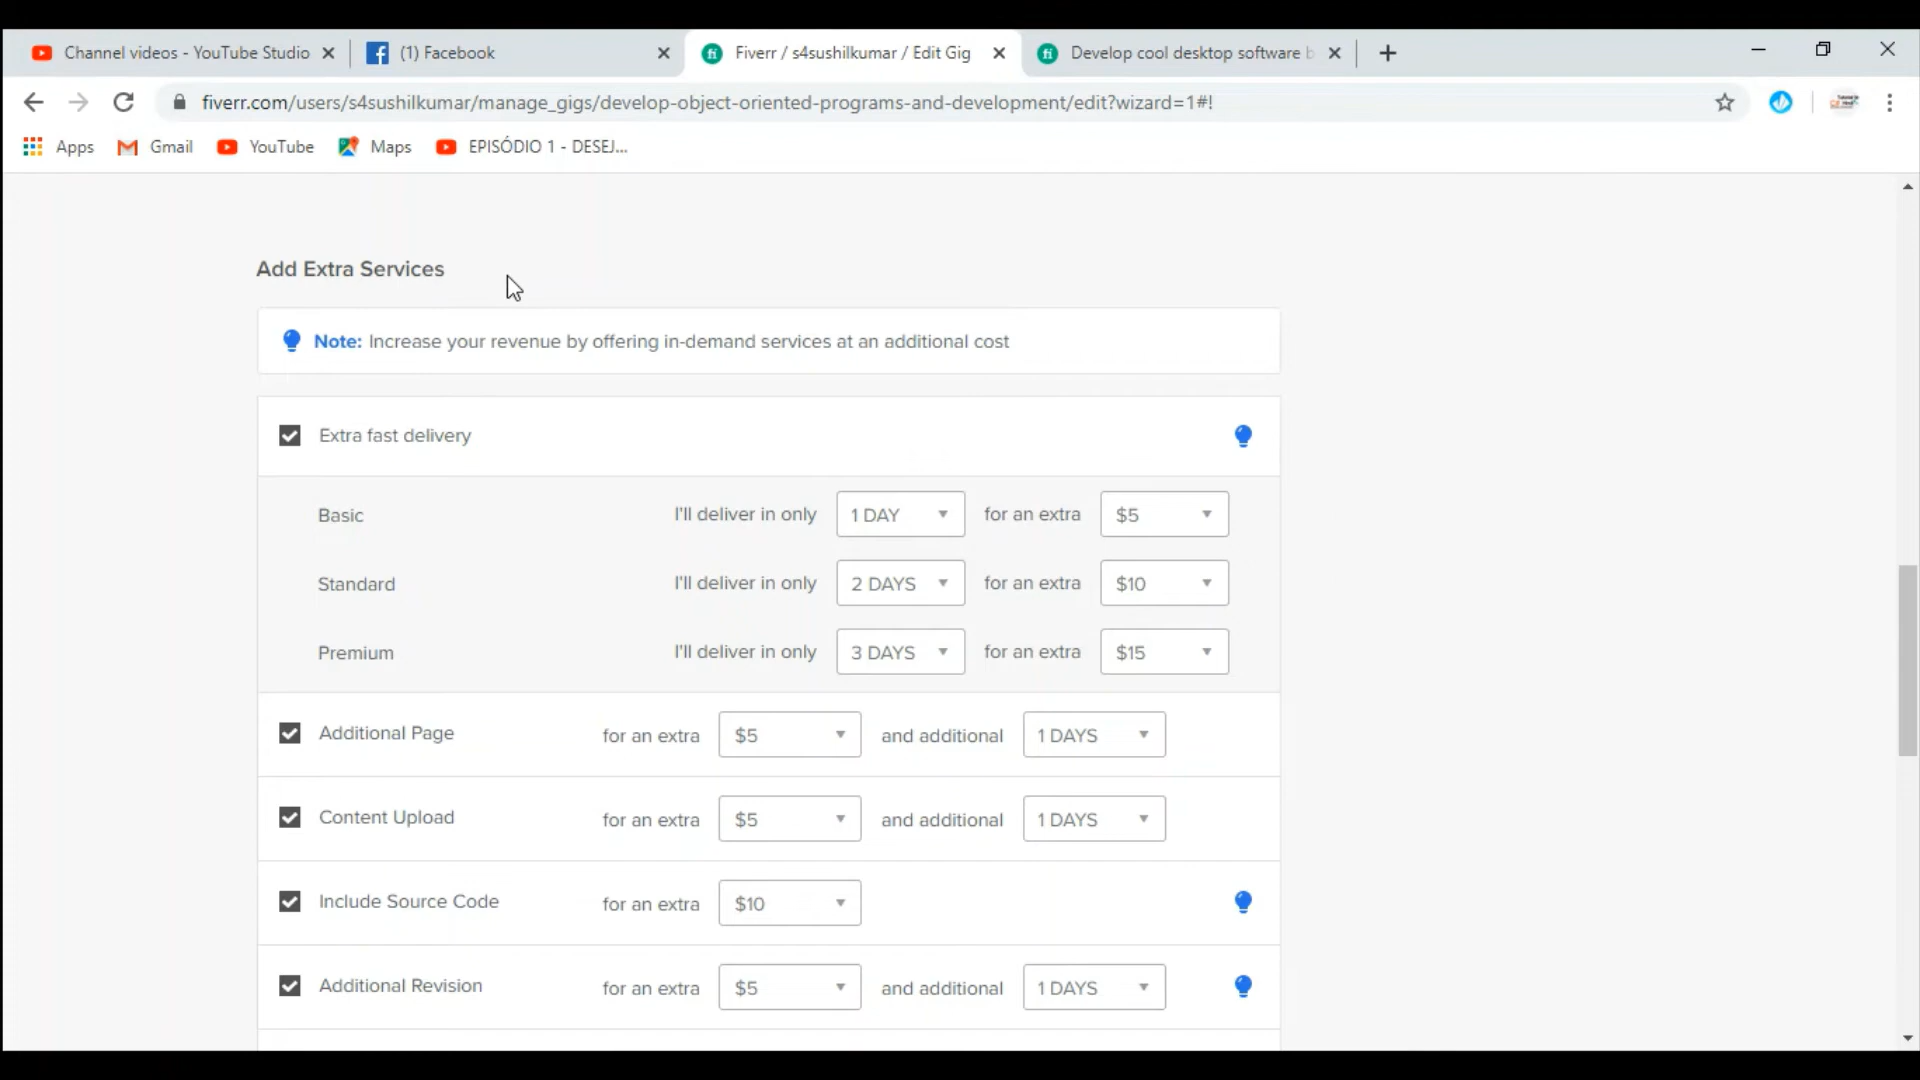 Channel videos - YouTube Studio
(1) Facebook
Fiverr / s4sushilkumar / Edit Gig
Develop cool desktop software b
fiverr.com/users/s4sushilkumar/manage_gigs/develop-object-oriented-programs-and-development/edit?wizard=1#!
Apps Gmail YouTube Maps EPISÓDIO 1 - DESEJ...
Add Extra Services
Note: Increase your revenue by offering in-demand services at an additional cost
Extra fast delivery
Basic I'll deliver in only 1 DAY for an extra $5
Standard I'll deliver in only 2 DAYS for an extra $10
Premium I'll deliver in only 3 DAYS for an extra $15
Additional Page for an extra $5 and additional 1 DAYS
Content Upload for an extra $5 and additional 1 DAYS
Include Source Code for an extra $10
Additional Revision for an extra $5 and additional 1 DAYS